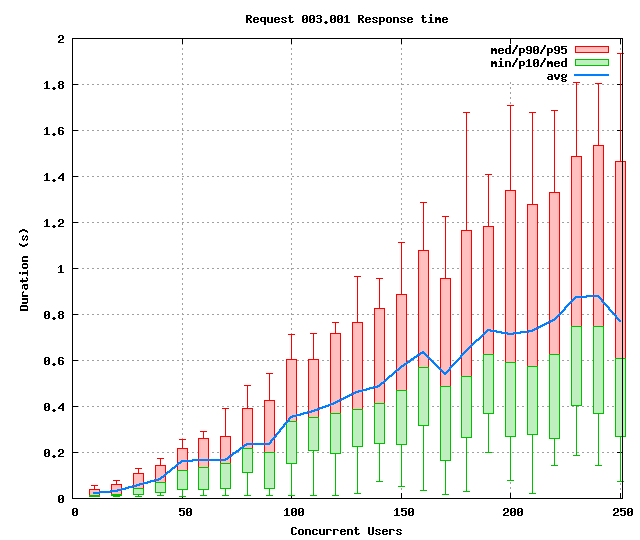 Request 003.001 Response time
med/p90/p95
min/p10/med
avg
Duration (s)
2
1.8
1.6
1.4
1.2
1
0.8
0.6
0.4
0.2
0
0 50 100 150 200 250
Concurrent Users